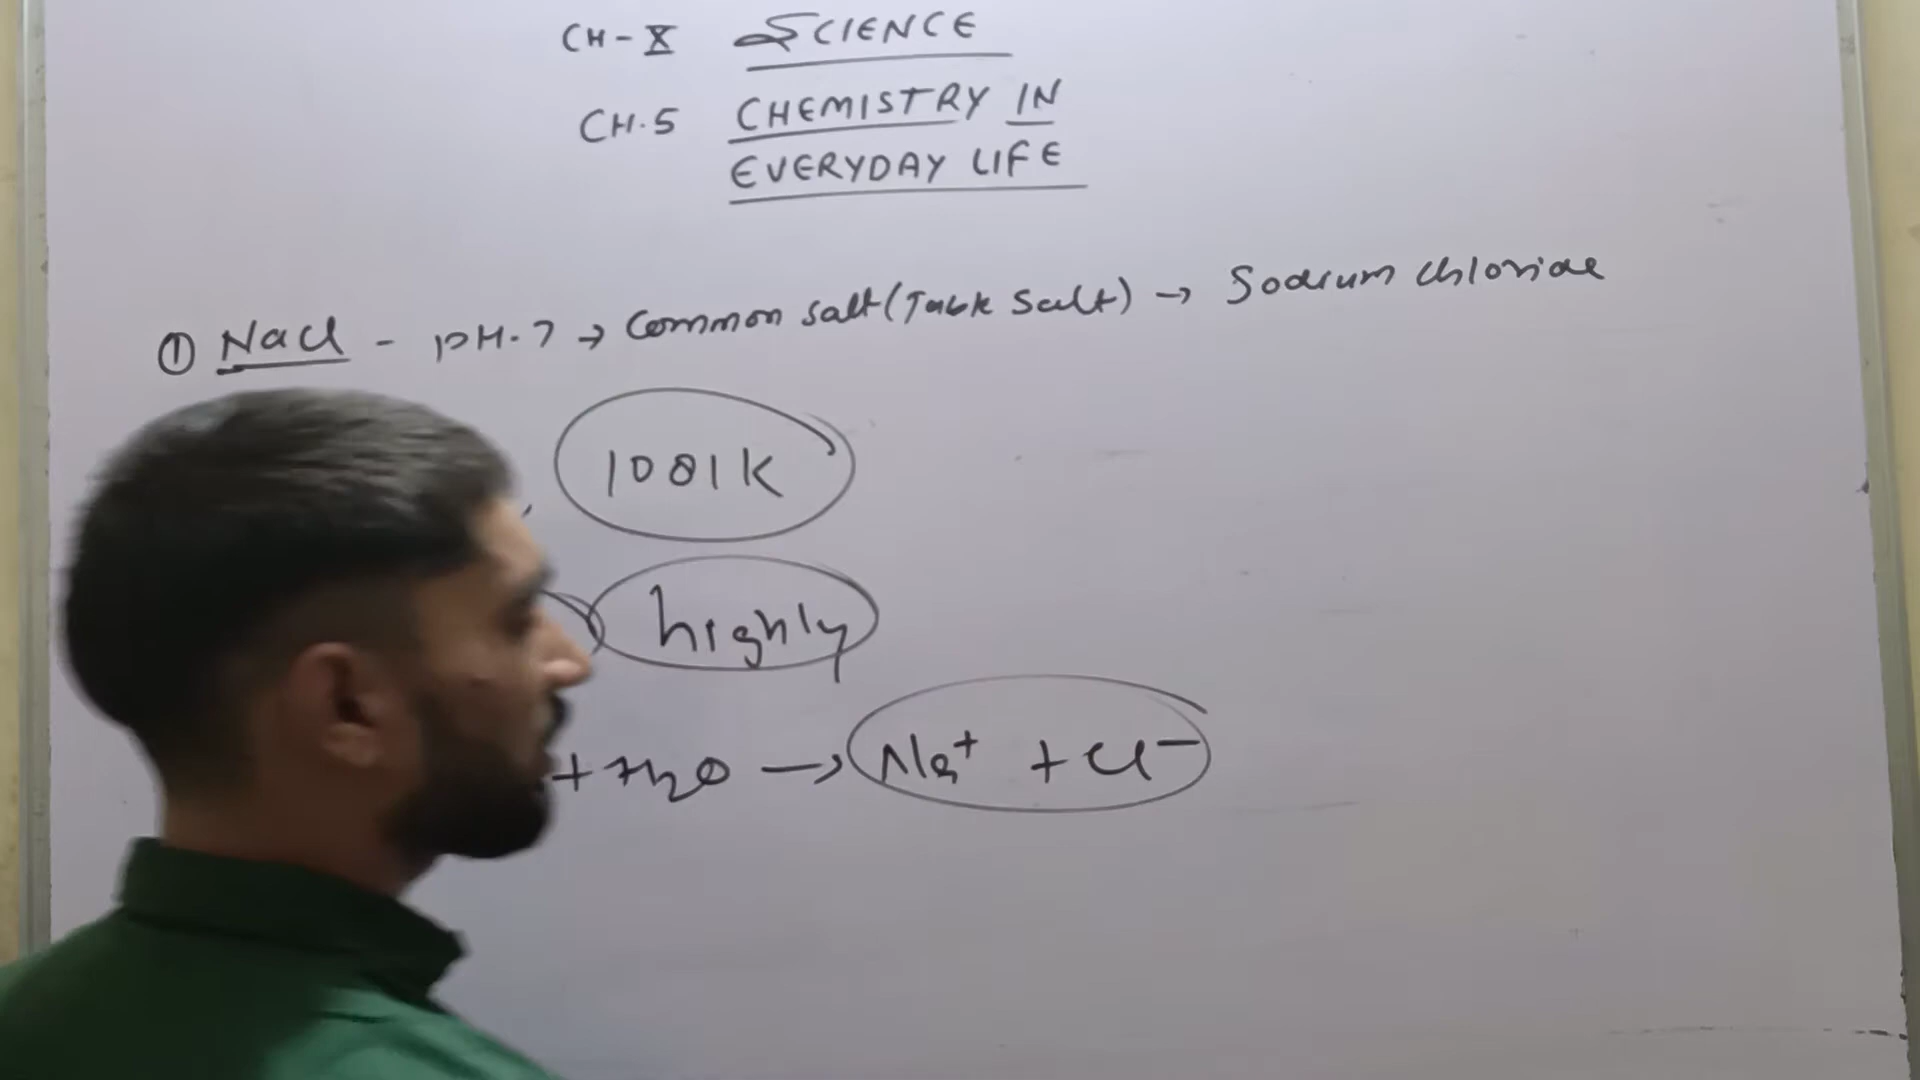 CH-X SCIENCE
CH.5 CHEMISTRY IN
EVERYDAY LIFE
① NaCl - PH-7 → Common salt (Table Salt) → Sodium chloride
1081K
highly
+ H2O → Na+ + Cl-